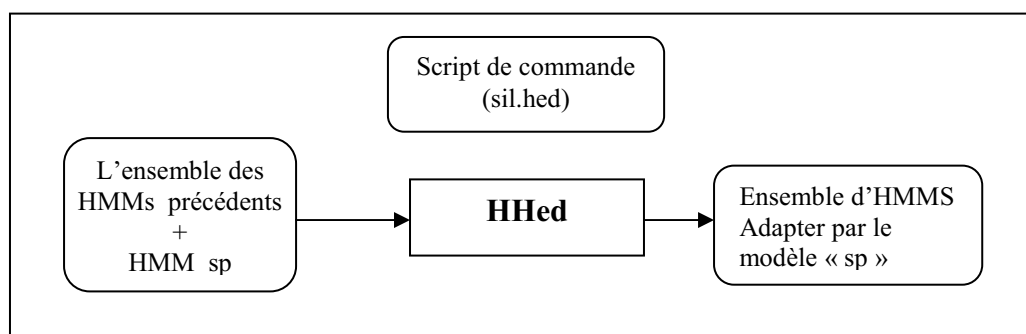 Script de commande
(sil.hed)
L'ensemble des
HMMs précédents
+
HMM sp
HHed
Ensemble d'HMMS
Adapter par le
modèle « sp »